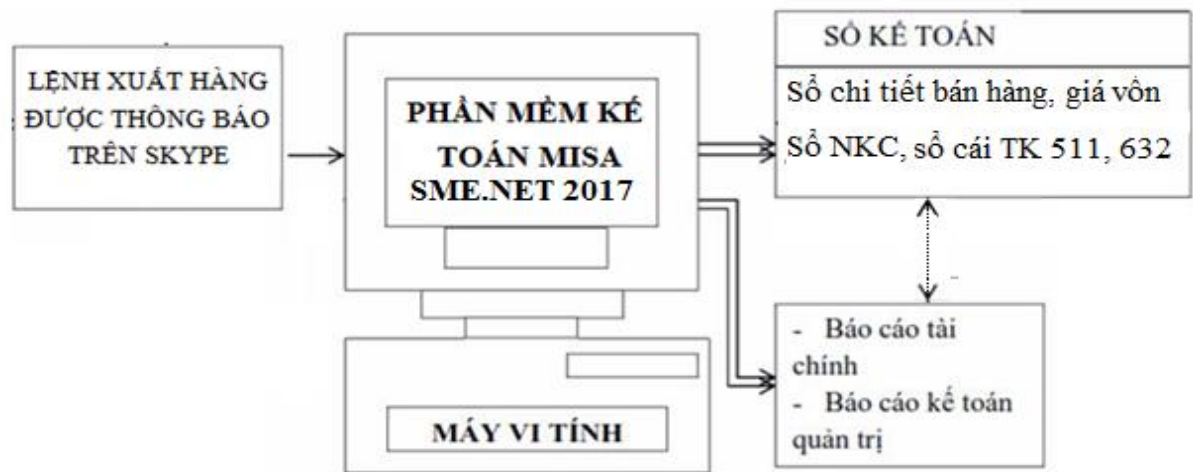 LỆNH XUẤT HÀNG
ĐƯỢC THÔNG BÁO
TRÊN SKYPE
PHẦN MỀM KẾ
TOÁN MISA
SME.NET 2017
MÁY VI TÍNH
SỔ KẾ TOÁN
Sổ chi tiết bán hàng, giá vốn
Sổ NKC, sổ cái TK 511, 632
- Báo cáo tài
chính
- Báo cáo kế toán
quản trị